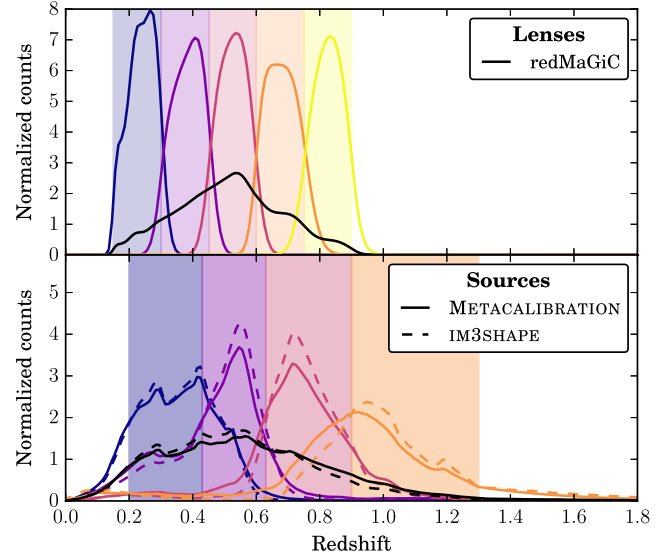 8
7
6
5
4
3
2
1
0
Normalized counts
Lenses
redMaGiC
5
4
3
2
1
0
Normalized counts
Sources
METACALIBRATION
IM3SHAPE
0.0 0.2 0.4 0.6 0.8 1.0 1.2 1.4 1.6 1.8
Redshift